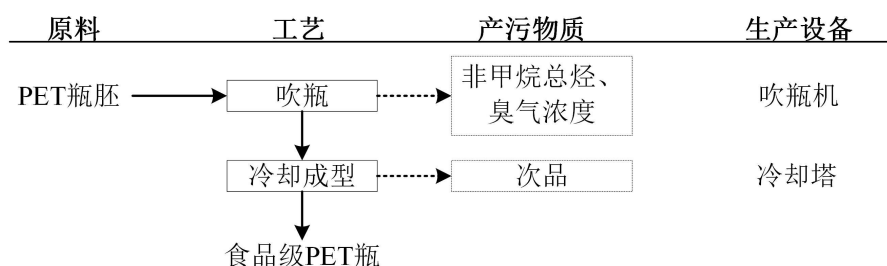 原料 工艺 产污物质 生产设备
PET瓶胚 吹瓶 非甲烷总烃、
臭气浓度 吹瓶机
冷却成型 次品 冷却塔
食品级PET瓶